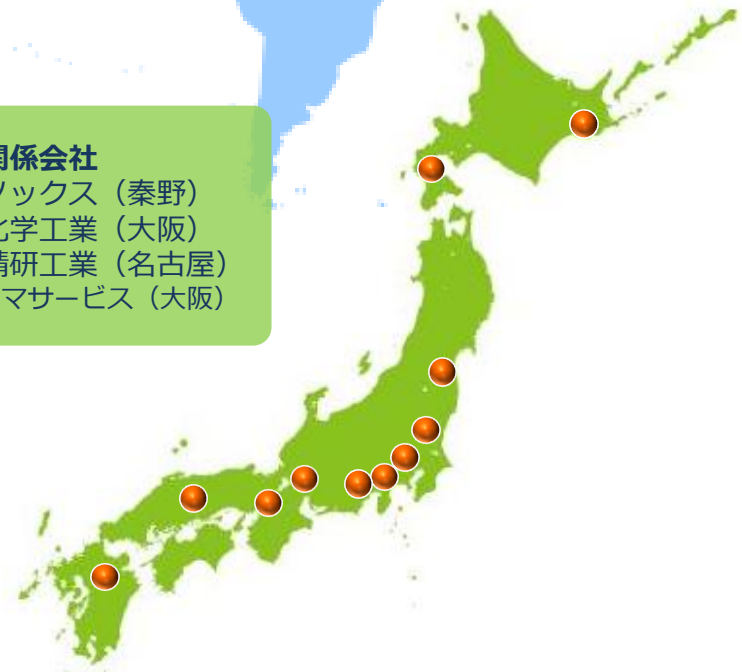 関係会社
ソックス（秦野）
化学工業（大阪）
精研工業（名古屋）
マサービス（大阪）